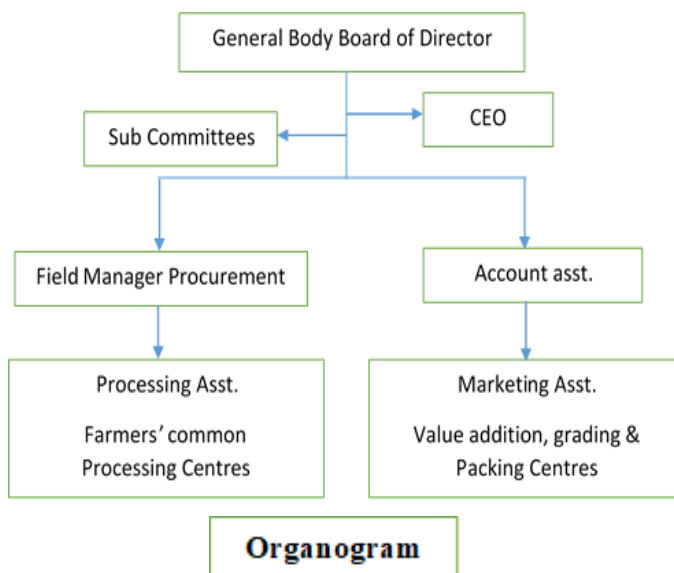 General Body Board of Director
CEO
Sub Committees
Field Manager Procurement
Account asst.
Processing Asst.
Farmers’ common
Processing Centres
Marketing Asst.
Value addition, grading &
Packing Centres
Organogram